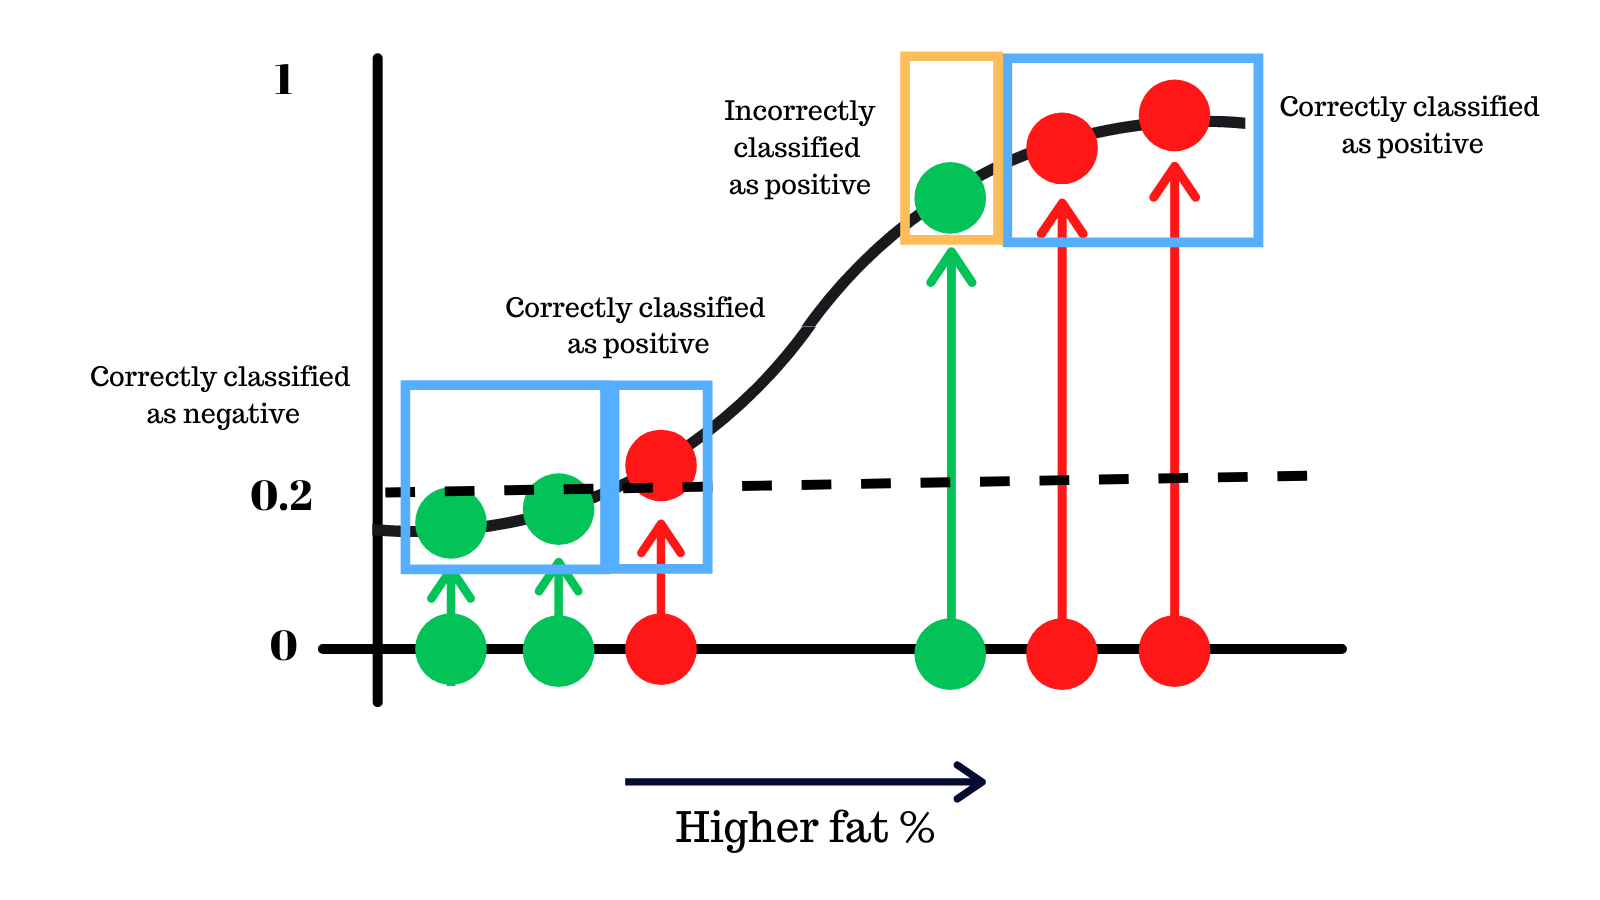 1
Incorrectly
classified
as positive
Correctly classified
as positive
Correctly classified
as positive
Correctly classified
as negative
0.2
0
Higher fat %